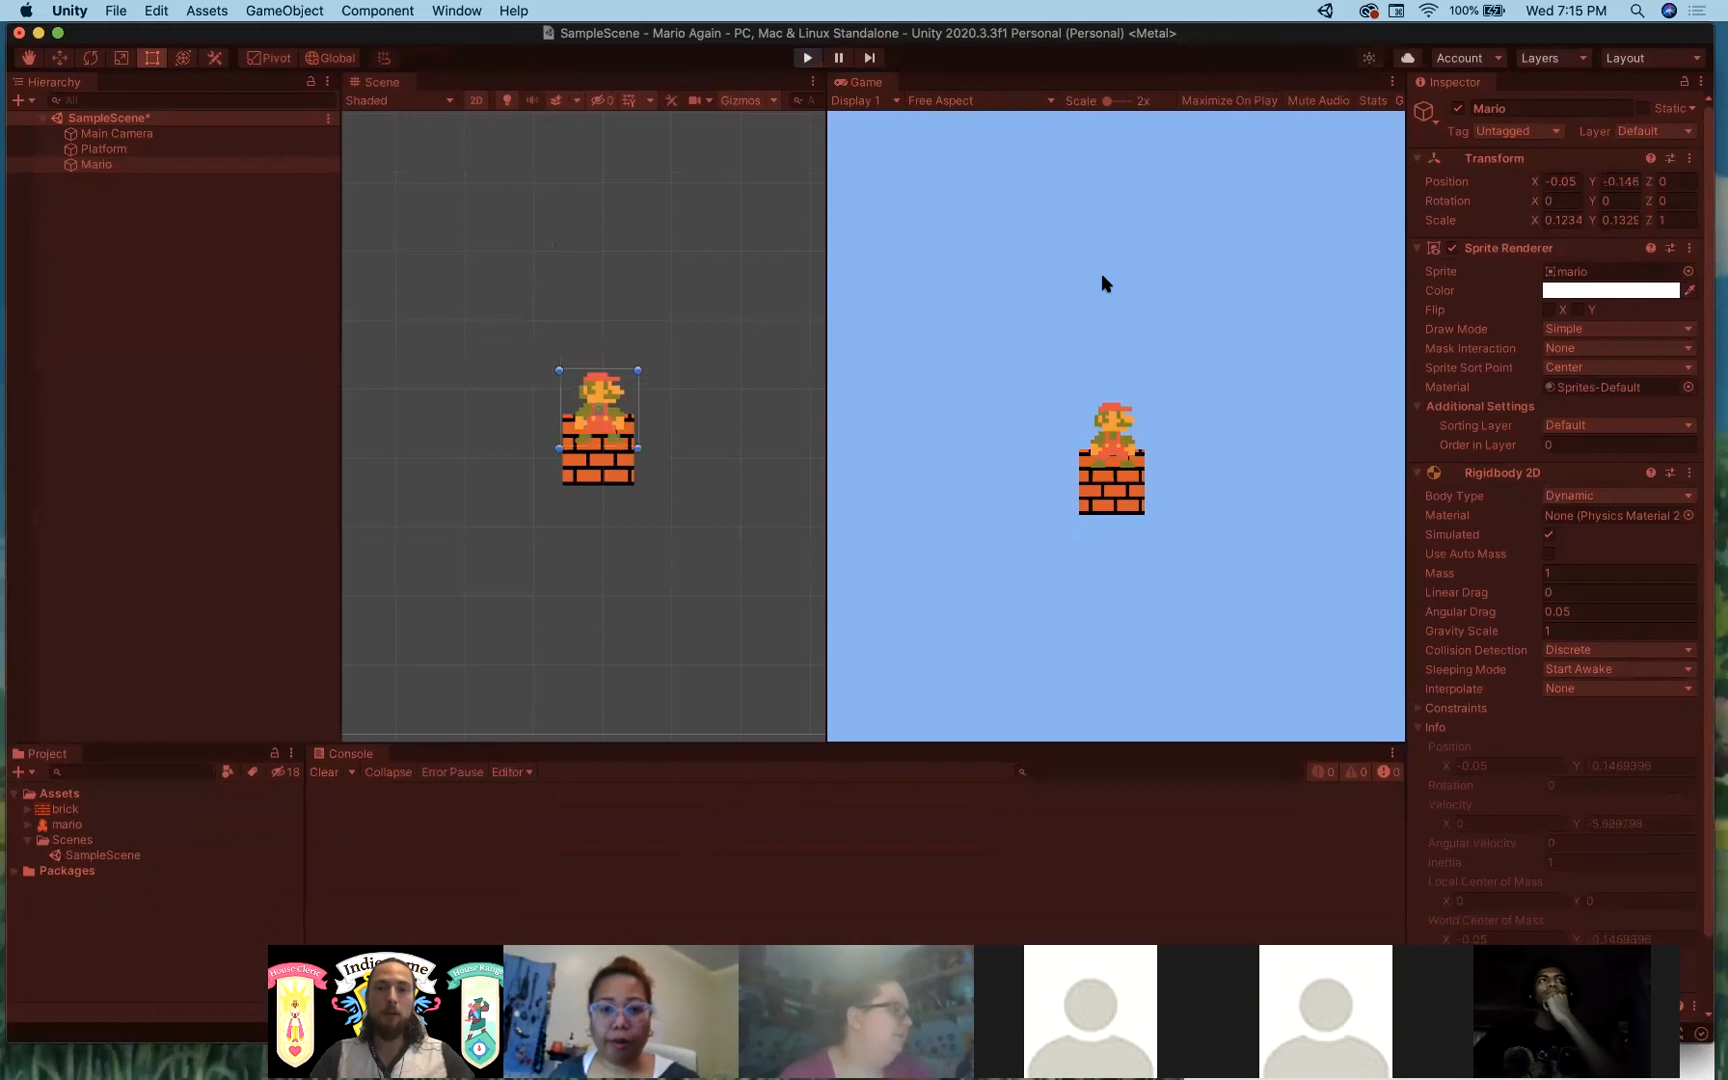 Unity File Edit Assets GameObject Component Window Help 100% Wed 7:15 PM
SampleScene - Mario Again - PC, Mac & Linux Standalone - Unity 2020.3.3f1 Personal (Personal) <Metal>
Pivot Global Account Layers Layout
Hierarchy Scene Game Inspector
All Shaded 2D 0 Gizmos A Display 1 Free Aspect Scale 2x Maximize On Play Mute Audio Stats G
Mario Static
SampleScene*
Main Camera
Platform
Mario
Tag Untagged Layer Default
Transform
Position X -0.05 Y -0.146 Z 0
Rotation X 0 Y 0 Z 0
Scale X 0.1234 Y 0.1329 Z 1
Sprite Renderer
Sprite mario
Color
Flip X Y
Draw Mode Simple
Mask Interaction None
Sprite Sort Point Center
Material Sprites-Default
Additional Settings
Sorting Layer Default
Order in Layer 0
Rigidbody 2D
Body Type Dynamic
Material None (Physics Material 2
Simulated
Use Auto Mass
Mass 1
Linear Drag 0
Angular Drag 0.05
Gravity Scale 1
Collision Detection Discrete
Sleeping Mode Start Awake
Interpolate None
Constraints
Info
Position
X -0.05 Y
Rotation 0
Velocity
X 0 Y
Angular Velocity 0
Inertia 1
Local Center of Mass
X 0 Y 0
World Center of Mass
X -0.05 Y
Project Console
18 Clear Collapse Error Pause Editor 0 0 0
Assets
brick
mario
Scenes
SampleScene
Packages
House Cleric
House Range